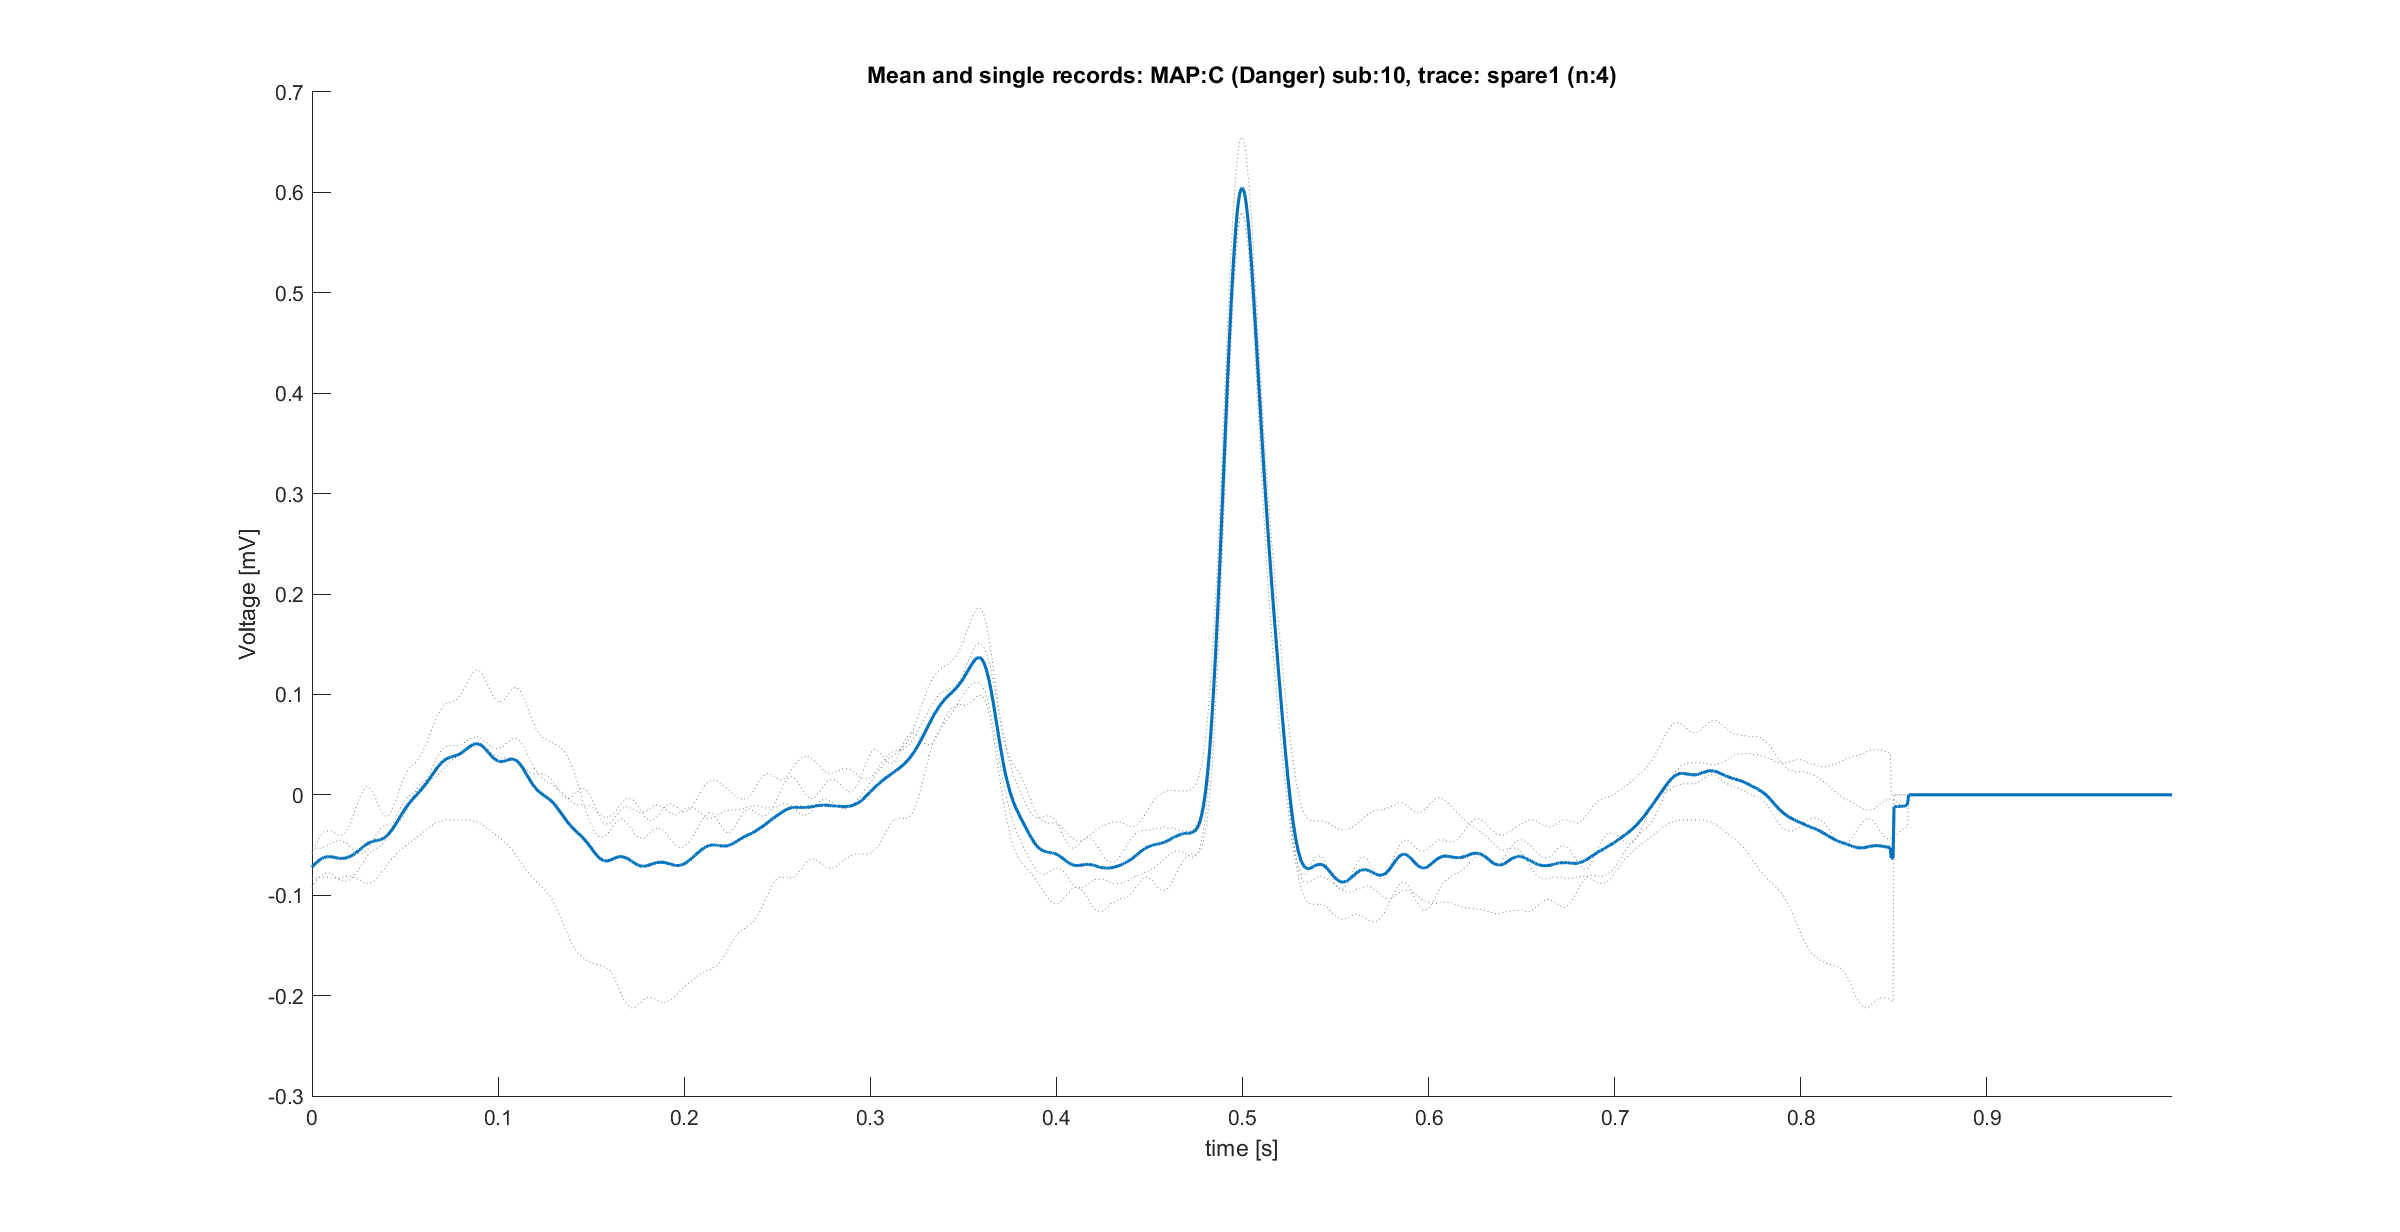 Mean and single records: MAP:C (Danger) sub:10, trace: spare1 (n:4)
0.7
0.6
0.5
0.4
0.3
0.2
0.1
0
-0.1
-0.2
-0.3
Voltage [mV]
0 0.1 0.2 0.3 0.4 0.5 0.6 0.7 0.8 0.9
time [s]